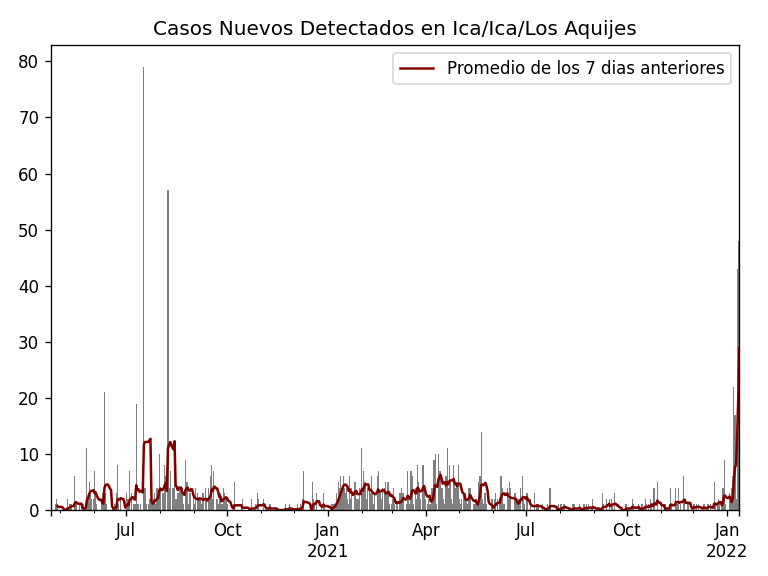 Casos Nuevos Detectados en Ica/Ica/Los Aquijes
Promedio de los 7 dias anteriores
80
70
60
50
40
30
20
10
0
Jul
Oct
Jan
2021
Apr
Jul
Oct
Jan
2022